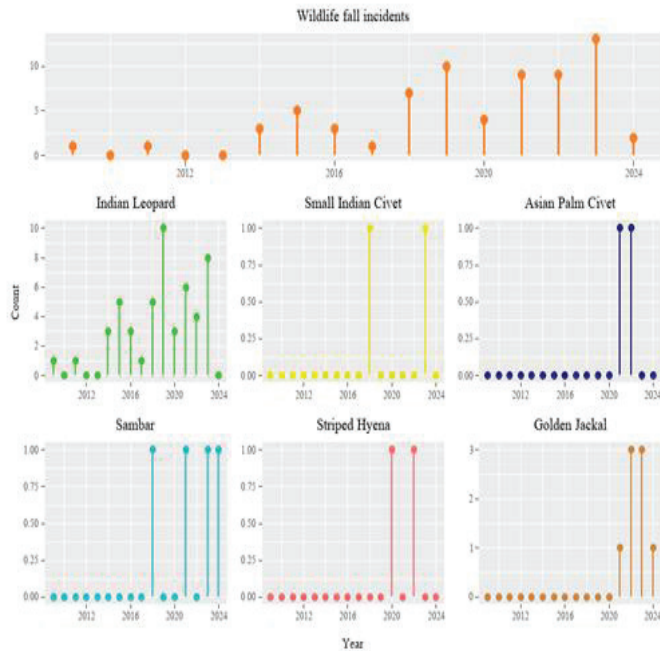 Wildlife fall incidents
10
5
0
2012 2016 2020 2024
Indian Leopard Small Indian Civet Asian Palm Civet
10 1.00 1.00
8
0.75 0.75
6
0.50 0.50
4
2 0.25 0.25
0 0.00 0.00
2012 2016 2020 2024 2012 2016 2020 2024 2012 2016 2020 2024
Count
Sambar Striped Hyena Golden Jackal
1.00 1.00 3
0.75 0.75
2
0.50 0.50
1
0.25 0.25
0.00 0.00 0
2012 2016 2020 2024 2012 2016 2020 2024 2012 2016 2020 2024
Year